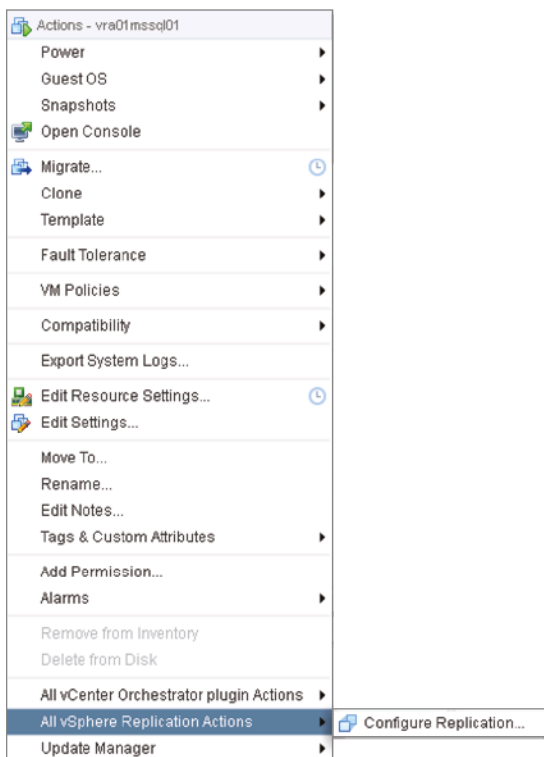 Actions - vra01mssql01
Power
Guest OS
Snapshots
Open Console
Migrate...
Clone
Template
Fault Tolerance
VM Policies
Compatibility
Export System Logs...
Edit Resource Settings...
Edit Settings...
Move To...
Rename...
Edit Notes...
Tags & Custom Attributes
Add Permission...
Alarms
Remove from Inventory
Delete from Disk
All vCenter Orchestrator plugin Actions
All vSphere Replication Actions
Configure Replication...
Update Manager